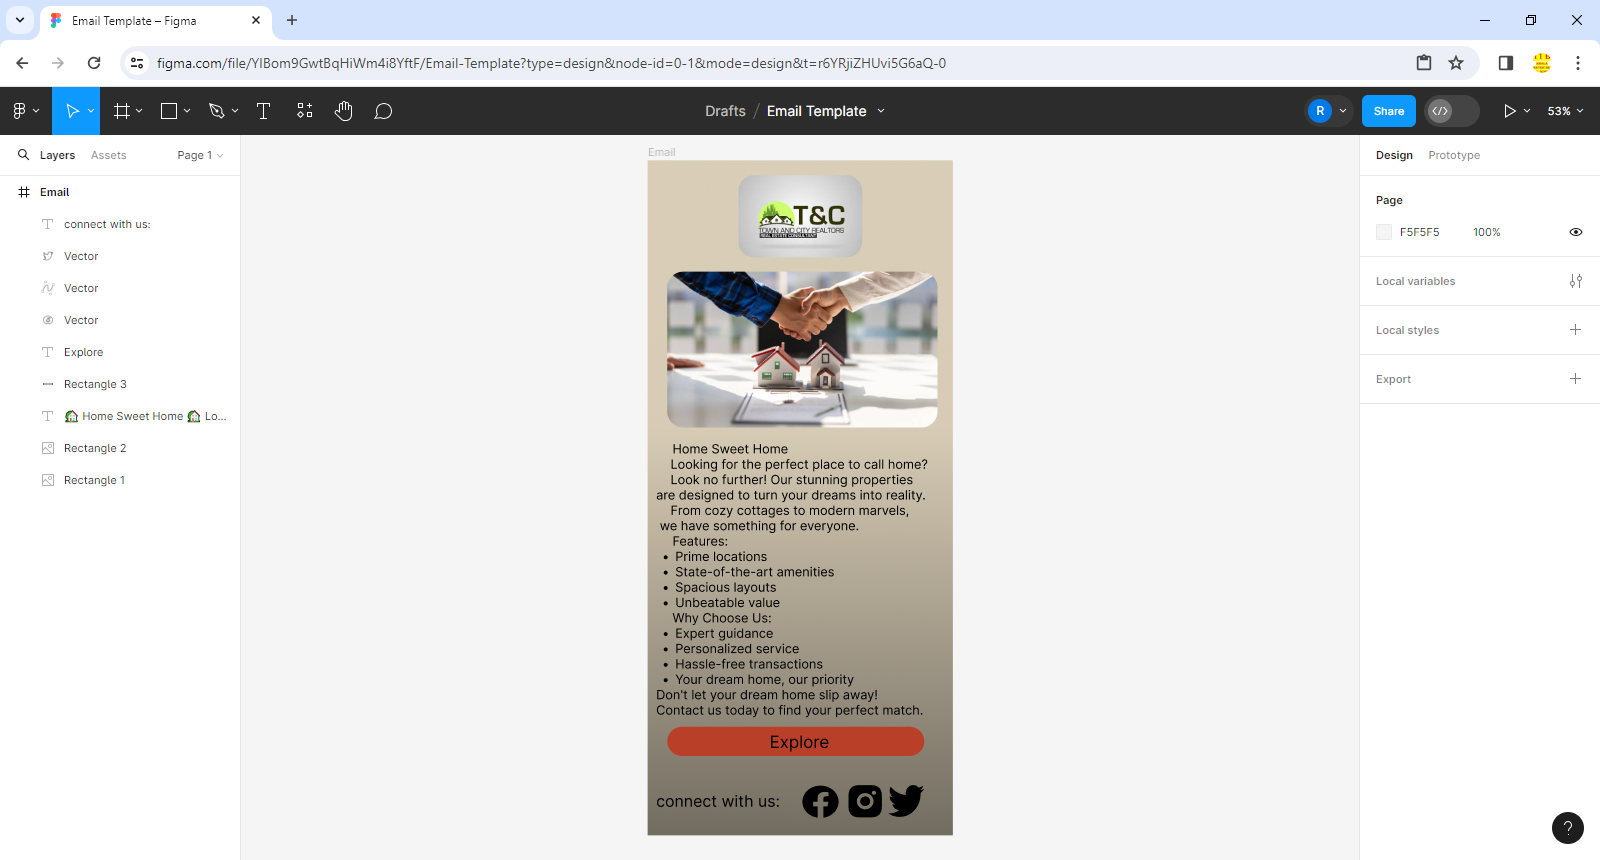 Email Template – Figma
figma.com/file/YlBom9GwtBqHiWm4i8YftF/Email-Template?type=design&node-id=0-1&mode=design&t=r6YRjiZHUvi5G6aQ-0
Drafts / Email Template
R
Share
53%
Layers
Assets
Page 1
Email
connect with us:
Vector
Vector
Vector
Explore
Rectangle 3
🏡 Home Sweet Home 🏡 Lo...
Rectangle 2
Rectangle 1
Email
T&C
TOWN AND CITY REALTORS
REAL ESTATE CONSULTANT
Home Sweet Home
Looking for the perfect place to call home?
Look no further! Our stunning properties
are designed to turn your dreams into reality.
From cozy cottages to modern marvels,
we have something for everyone.
Features:
• Prime locations
• State-of-the-art amenities
• Spacious layouts
• Unbeatable value
Why Choose Us:
• Expert guidance
• Personalized service
• Hassle-free transactions
• Your dream home, our priority
Don't let your dream home slip away!
Contact us today to find your perfect match.
Explore
connect with us:
Design
Prototype
Page
F5F5F5
100%
Local variables
Local styles
Export
?